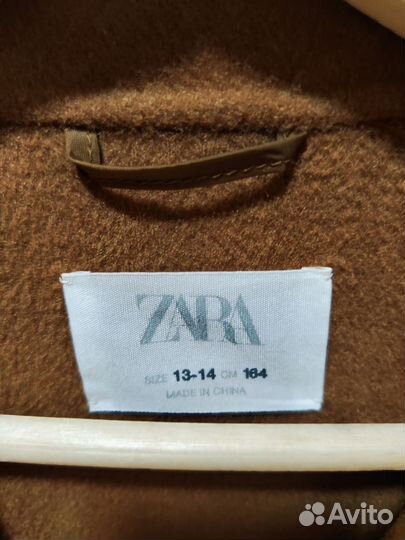 ZARA
SIZE 13-14 CM 164
MADE IN CHINA
Avito